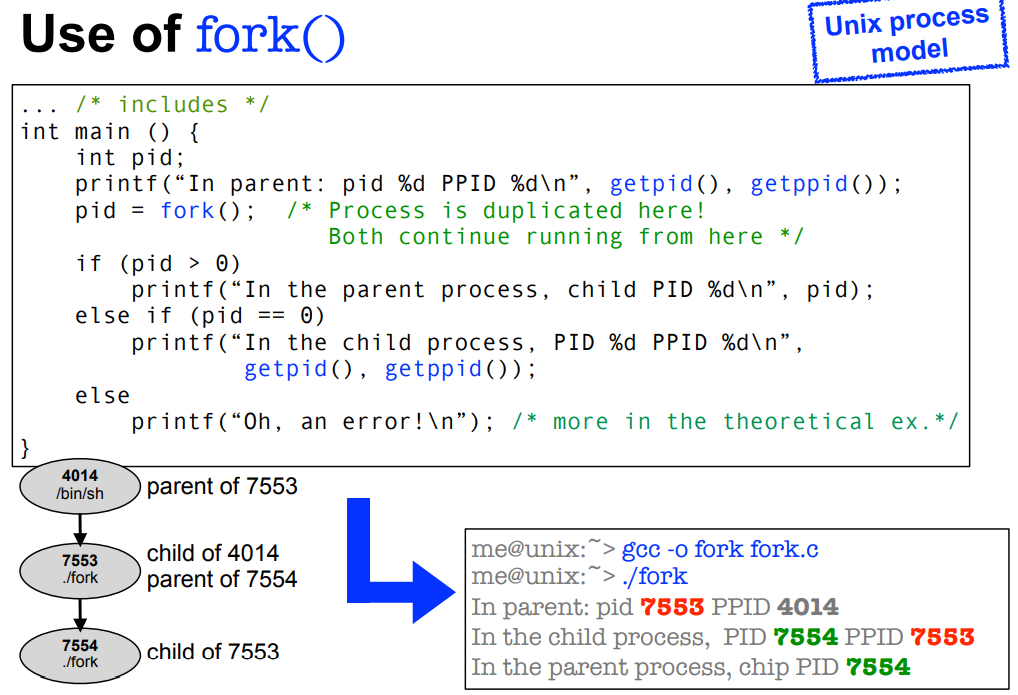 Use of fork()
Unix process
model
... /* includes */
int main () {
int pid;
printf(“In parent: pid %d PPID %d\n”, getpid(), getppid());
pid = fork(); /* Process is duplicated here!
Both continue running from here */
if (pid > 0)
printf(“In the parent process, child PID %d\n”, pid);
else if (pid == 0)
printf(“In the child process, PID %d PPID %d\n”,
getpid(), getppid());
else
printf(“Oh, an error!\n”); /* more in the theoretical ex.*/
}
4014
/bin/sh
parent of 7553
7553
./fork
child of 4014
parent of 7554
7554
./fork
child of 7553
me@unix:~> gcc -o fork fork.c
me@unix:~> ./fork
In parent: pid 7553 PPID 4014
In the child process, PID 7554 PPID 7553
In the parent process, chip PID 7554